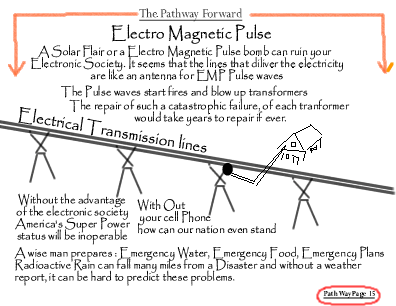 The Pathway Forward
Electro Magnetic Pulse
A Solar Flair or a Electro Magnetic Pulse bomb can ruin your
Electronic Society. It seems that the lines that diliver the electricity
are like an antenna for EMP Pulse waves
The Pulse waves start fires and blow up transformers
The repair of such a catastrophic failure, of each tranformer
would take years to repair if ever.
Electrical Transmission lines
Without the advantage
of the electronic society
America's Super Power
status will be inoperable
With Out
your cell Phone
how can our nation even stand
A wise man prepares : Emergency Water, Emergency Food, Emergency Plans
Radioactive Rain can fall many miles from a Disaster and without a weather
report, it can be hard to predict these problems.
Path Way Page 15